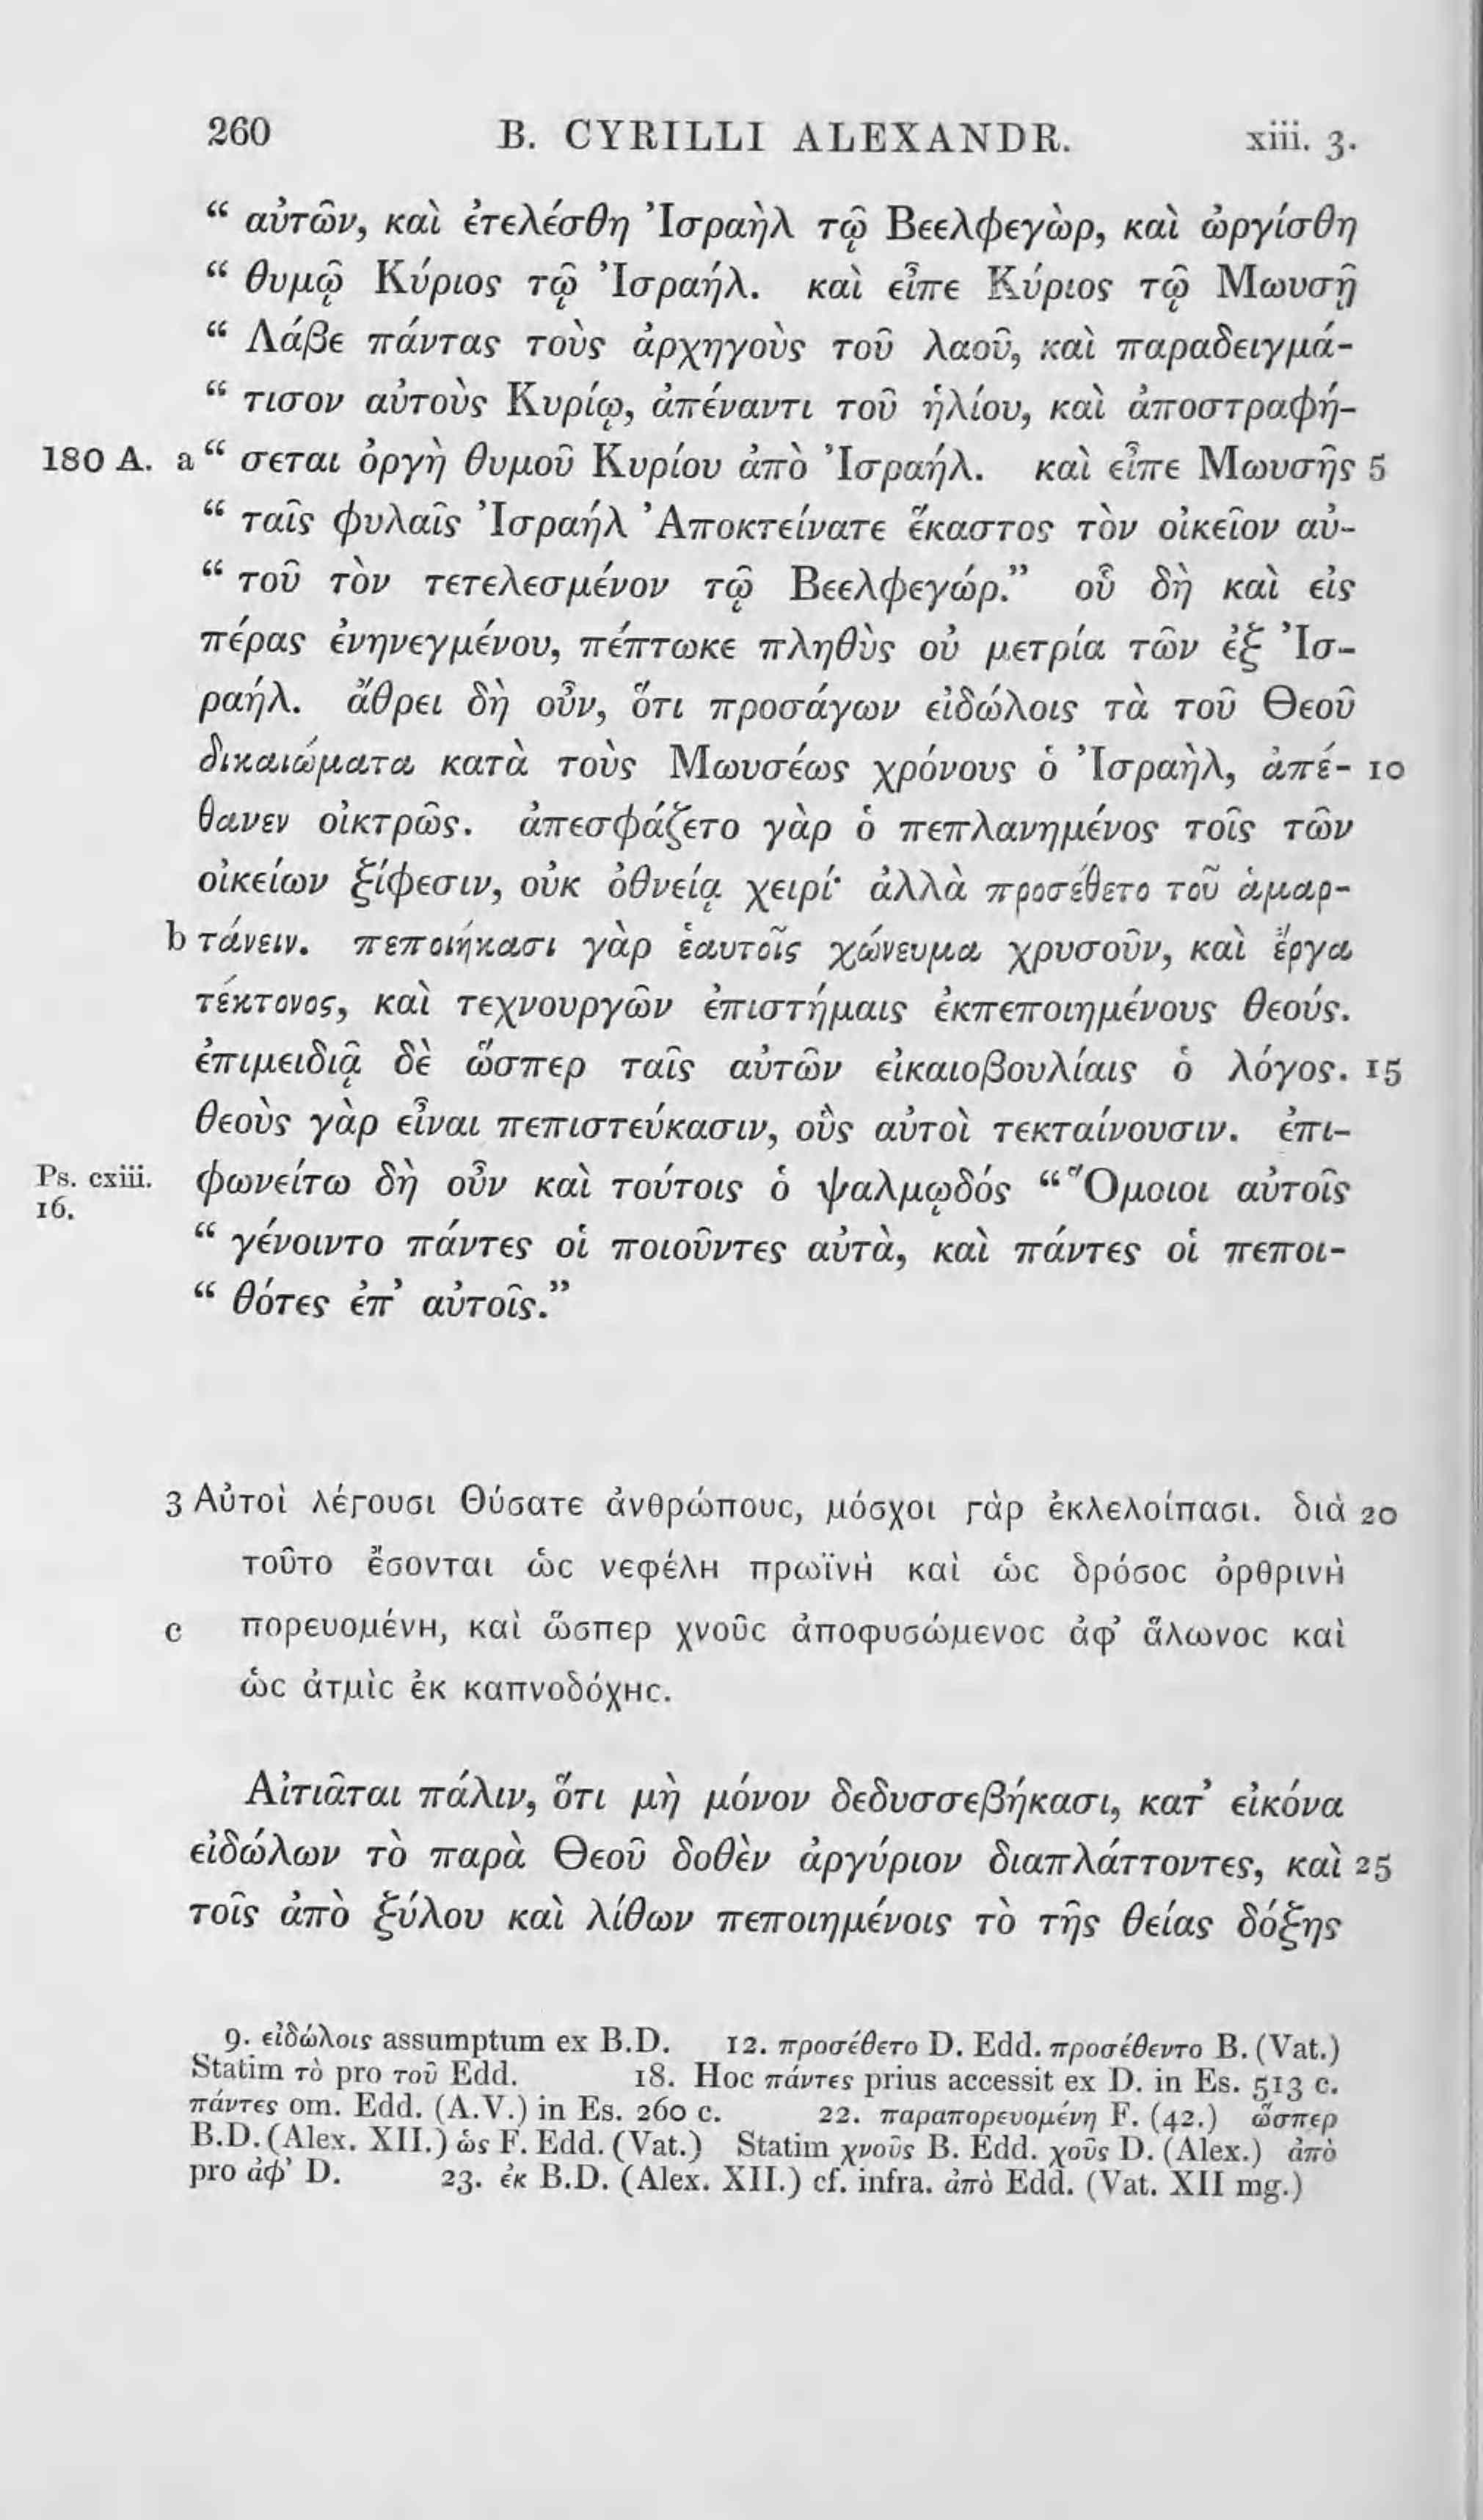 260 B. CYRILLI ALEXANDR. xiii. 3.
“ αὐτῶν, καὶ ἐτελέσθη Ἰσραὴλ τῷ Βεελφεγὼρ, καὶ ὠργίσθη
“ θυμῷ Κύριος τῷ Ἰσραήλ. καὶ εἶπε Κύριος τῷ Μωυσῇ
“ Λάβε πάντας τοὺς ἀρχηγοὺς τοῦ λαοῦ, καὶ παραδειγμά-
“ τισον αὐτοὺς Κυρίῳ, ἀπέναντι τοῦ ἡλίου, καὶ ἀποστραφή-
180 A. a “ σεται ὀργὴ θυμοῦ Κυρίου ἀπὸ Ἰσραήλ. καὶ εἶπε Μωυσῆς 5
“ ταῖς φυλαῖς Ἰσραήλ Ἀποκτείνατε ἕκαστος τὸν οἰκεῖον αὐ-
“ τοῦ τὸν τετελεσμένον τῷ Βεελφεγώρ.” οὗ δὴ καὶ εἰς
πέρας ἐνηνεγμένου, πέπτωκε πληθὺς οὐ μετρία τῶν ἐξ Ἰσ-
ραήλ. ἄθρει δὴ οὖν, ὅτι προσάγων εἰδώλοις τὰ τοῦ Θεοῦ
δικαιώματα κατὰ τοὺς Μωυσέως χρόνους ὁ Ἰσραὴλ, ἀπέ- 10
θανεν οἰκτρῶς. ἀπεσφάζετο γὰρ ὁ πεπλανημένος τοῖς τῶν
οἰκείων ξίφεσιν, οὐκ ὀθνείᾳ χειρί· ἀλλὰ προσέθετο τοῦ ἁμαρ-
b τάνειν. πεποιήκασι γὰρ ἑαυτοῖς χώνευμα χρυσοῦν, καὶ ἔργα
τέκτονος, καὶ τεχνουργῶν ἐπιστήμαις ἐκπεποιημένους θεούς.
ἐπιμειδιᾷ δὲ ὥσπερ ταῖς αὐτῶν εἰκαιοβουλίαις ὁ λόγος. 15
θεοὺς γὰρ εἶναι πεπιστεύκασιν, οὓς αὐτοὶ τεκταίνουσιν. ἐπι-
Ps. cxiii. φωνείτω δὴ οὖν καὶ τούτοις ὁ ψαλμῳδός “ Ὅμοιοι αὐτοῖς
16.
“ γένοιντο πάντες οἱ ποιοῦντες αὐτὰ, καὶ πάντες οἱ πεποι-
“ θότες ἐπ’ αὐτοῖς.”
3 Αὐτοὶ λέγουσι Θύσατε ἀνθρώπους, μόσχοι γὰρ ἐκλελοίπασι. διὰ 20
τοῦτο ἔσονται ὡς νεφέλη πρωϊνὴ καὶ ὡς δρόσος ὀρθρινὴ
c πορευομένη, καὶ ὥσπερ χνοῦς ἀποφυσώμενος ἀφ’ ἅλωνος καὶ
ὡς ἀτμὶς ἐκ καπνοδόχης.
Αἰτιᾶται πάλιν, ὅτι μὴ μόνον δεδυσσεβήκασι, κατ’ εἰκόνα
εἰδώλων τὸ παρὰ Θεοῦ δοθὲν ἀργύριον διαπλάττοντες, καὶ 25
τοῖς ἀπὸ ξύλου καὶ λίθων πεποιημένοις τὸ τῆς θείας δόξης
9. εἰδώλοις assumptum ex B.D. 12. προσέθετο D. Edd. προσέθεντο B. (Vat.)
Statim τὸ pro τοῦ Edd. 18. Hoc πάντες prius accessit ex D. in Es. 513 c.
πάντες om. Edd. (A.V.) in Es. 260 c. 22. παραπορευομένη F. (42.) ὥσπερ
B.D. (Alex. XII.) ὡς F. Edd. (Vat.) Statim χνοῦς B. Edd. χοῦς D. (Alex.) ἀπὸ
pro ἀφ’ D. 23. ἐκ B.D. (Alex. XII.) cf. infra. ἀπὸ Edd. (Vat. XII mg.)